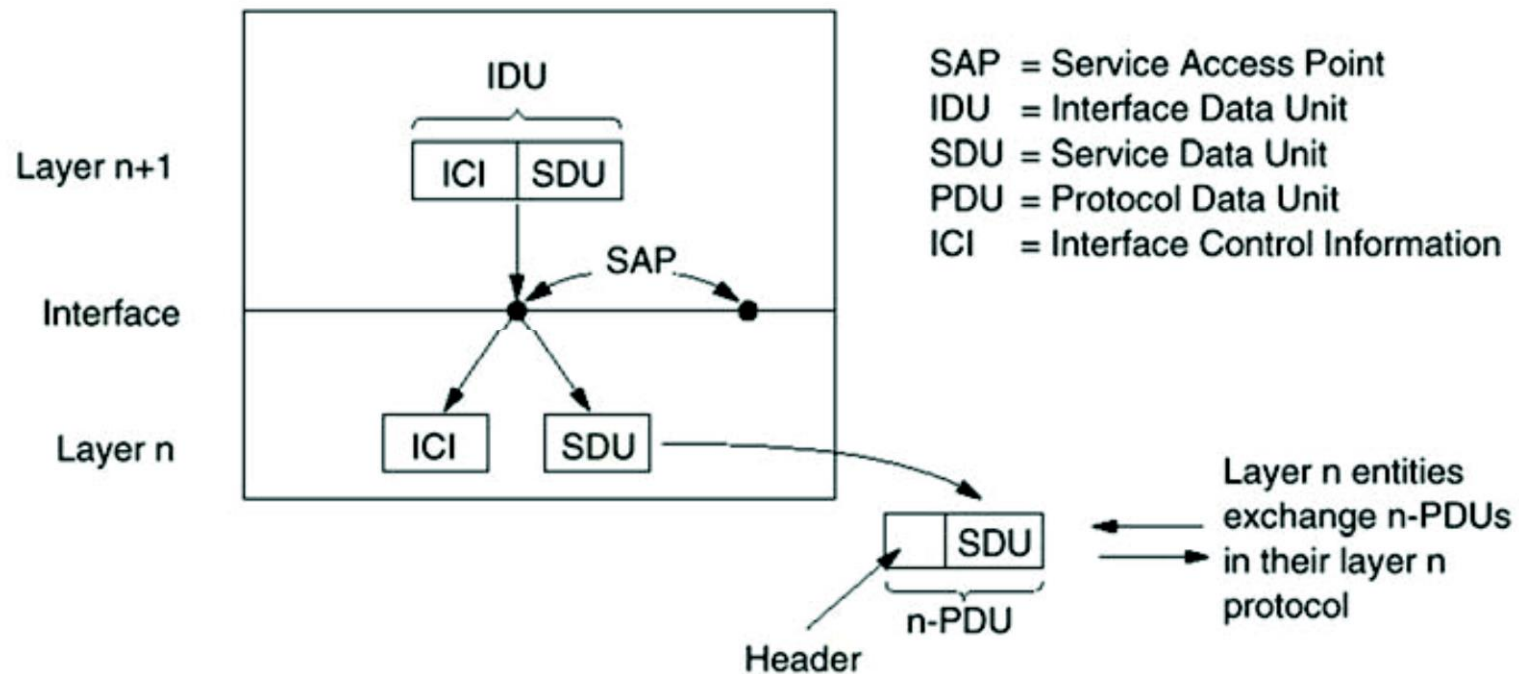 IDU
Layer n+1
ICI SDU
SAP
Interface
Layer n
ICI SDU
SAP = Service Access Point
IDU = Interface Data Unit
SDU = Service Data Unit
PDU = Protocol Data Unit
ICI = Interface Control Information
SDU
n-PDU
Header
Layer n entities
exchange n-PDUs
in their layer n
protocol